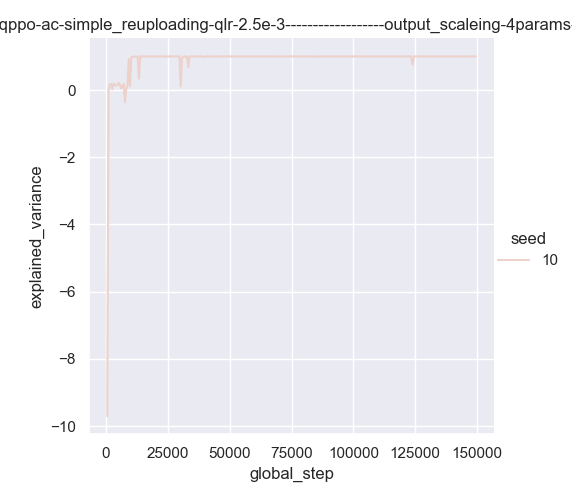 qppo-ac-simple_reuploading-qlr-2.5e-3------------------output_scaleing-4params-
0
−2
−4
−6
−8
−10
explained_variance
0 25000 50000 75000 100000 125000 150000
global_step
seed
10